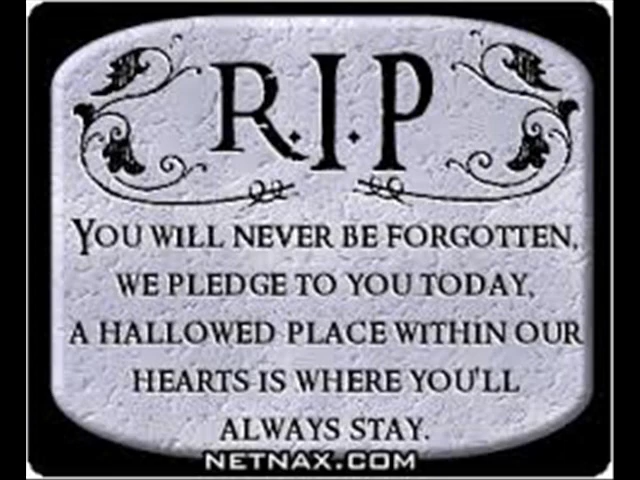 R.I.P
YOU WILL NEVER BE FORGOTTEN,
WE PLEDGE TO YOU TODAY,
A HALLOWED PLACE WITHIN OUR
HEARTS IS WHERE YOU'LL
ALWAYS STAY.
NETNAX.COM